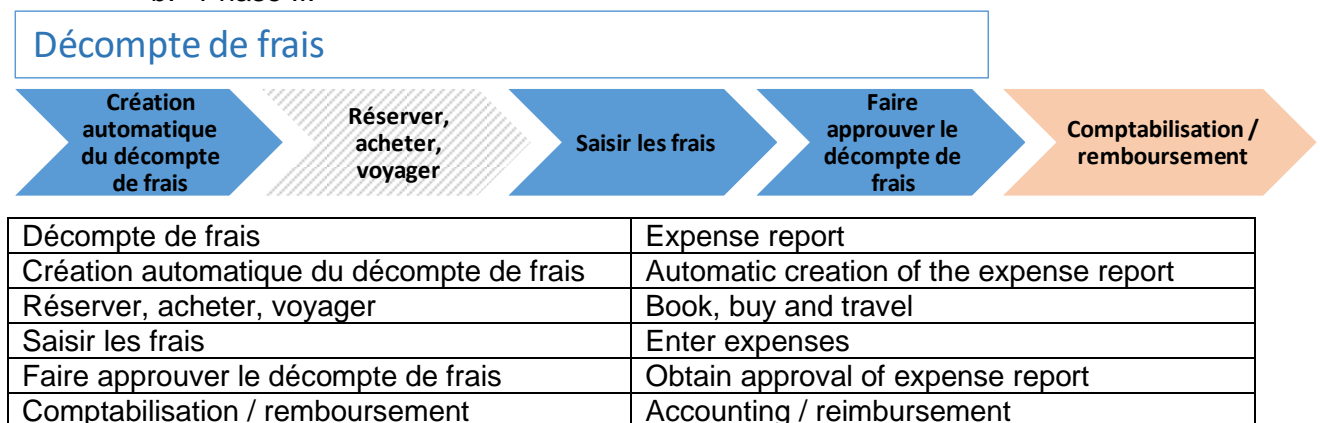 Décompte de frais
Création
automatique
du décompte
de frais
Réserver,
acheter,
voyager
Saisir les frais
Faire
approuver le
décompte de
frais
Comptabilisation /
remboursement
Décompte de frais Expense report
Création automatique du décompte de frais Automatic creation of the expense report
Réserver, acheter, voyager Book, buy and travel
Saisir les frais Enter expenses
Faire approuver le décompte de frais Obtain approval of expense report
Comptabilisation / remboursement Accounting / reimbursement